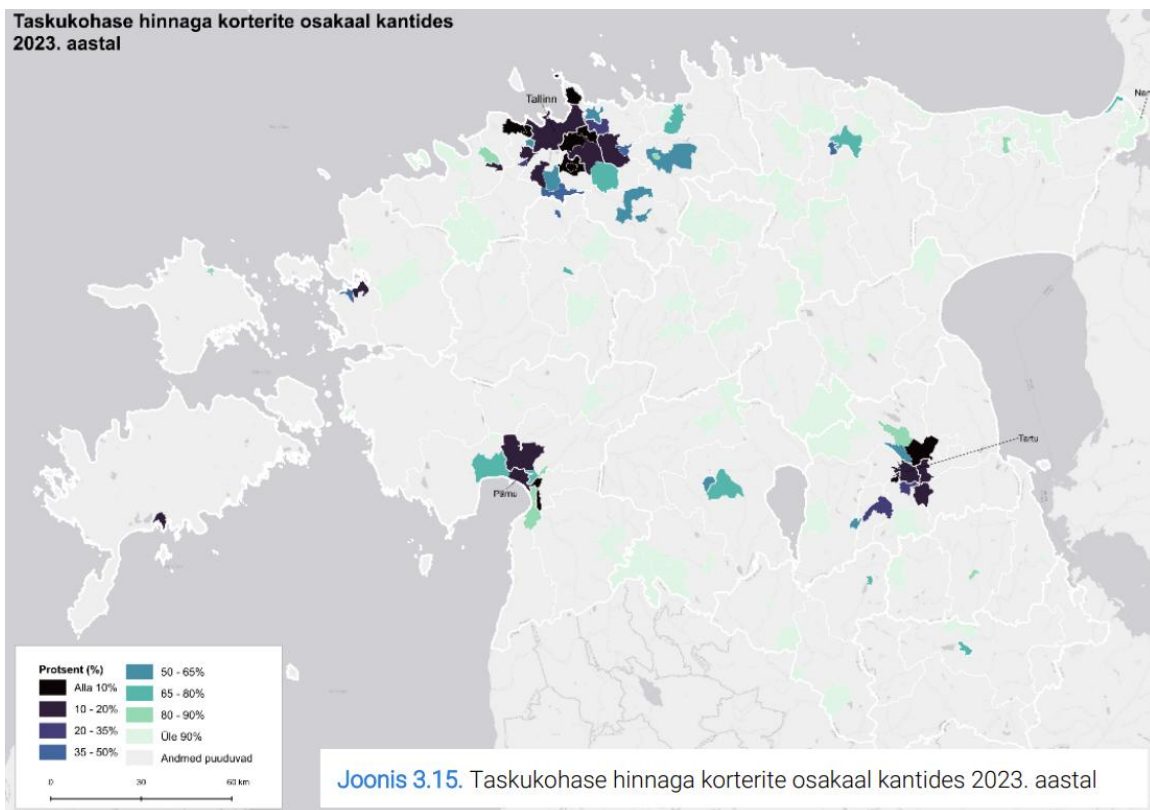 Taskukohase hinnaga korterite osakaal kantides
2023. aastal
Tallinn
Nar
Tartu
Pärnu
Protsent (%)
Alla 10%
10 - 20%
20 - 35%
35 - 50%
50 - 65%
65 - 80%
80 - 90%
Üle 90%
Andmed puuduvad
0 30 60 km
Joonis 3.15. Taskukohase hinnaga korterite osakaal kantides 2023. aastal